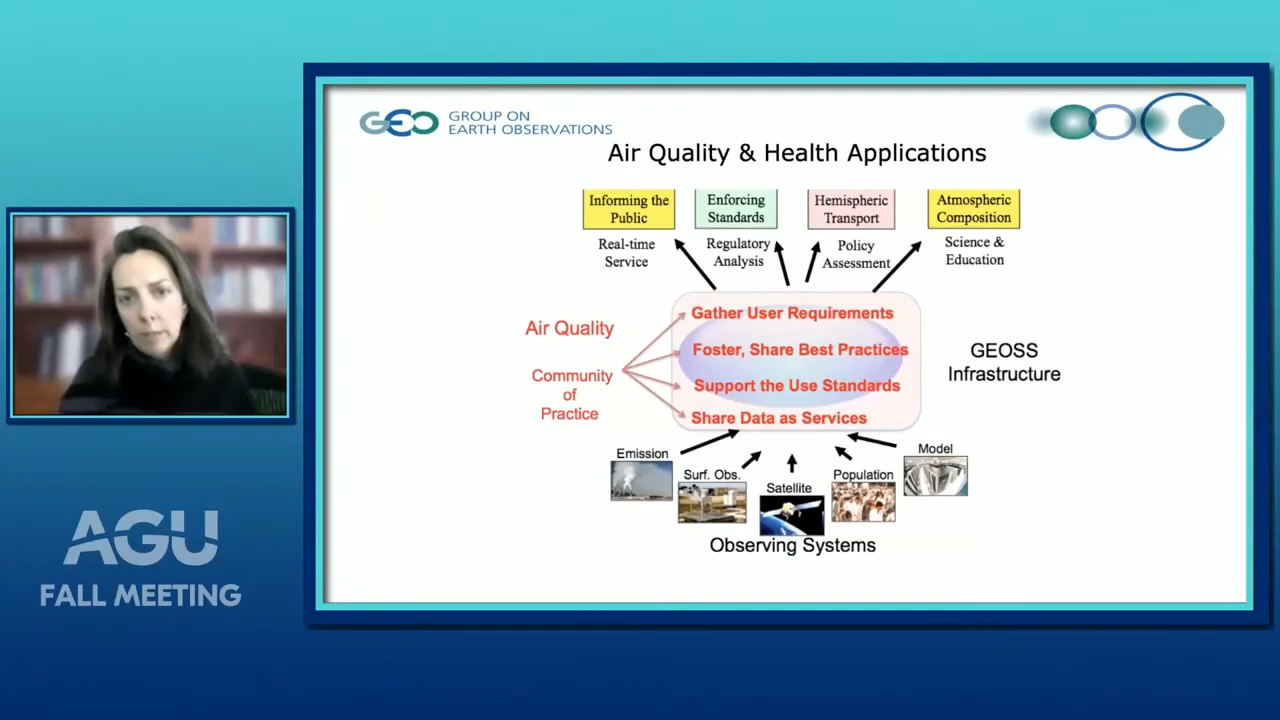 GEO GROUP ON
EARTH OBSERVATIONS
Air Quality & Health Applications
Informing the
Public
Real-time
Service
Enforcing
Standards
Regulatory
Analysis
Hemispheric
Transport
Policy
Assessment
Atmospheric
Composition
Science &
Education
Air Quality
Community
of
Practice
Gather User Requirements
Foster, Share Best Practices
Support the Use Standards
Share Data as Services
GEOSS
Infrastructure
Emission
Surf. Obs.
Satellite
Population
Model
Observing Systems
AGU
FALL MEETING